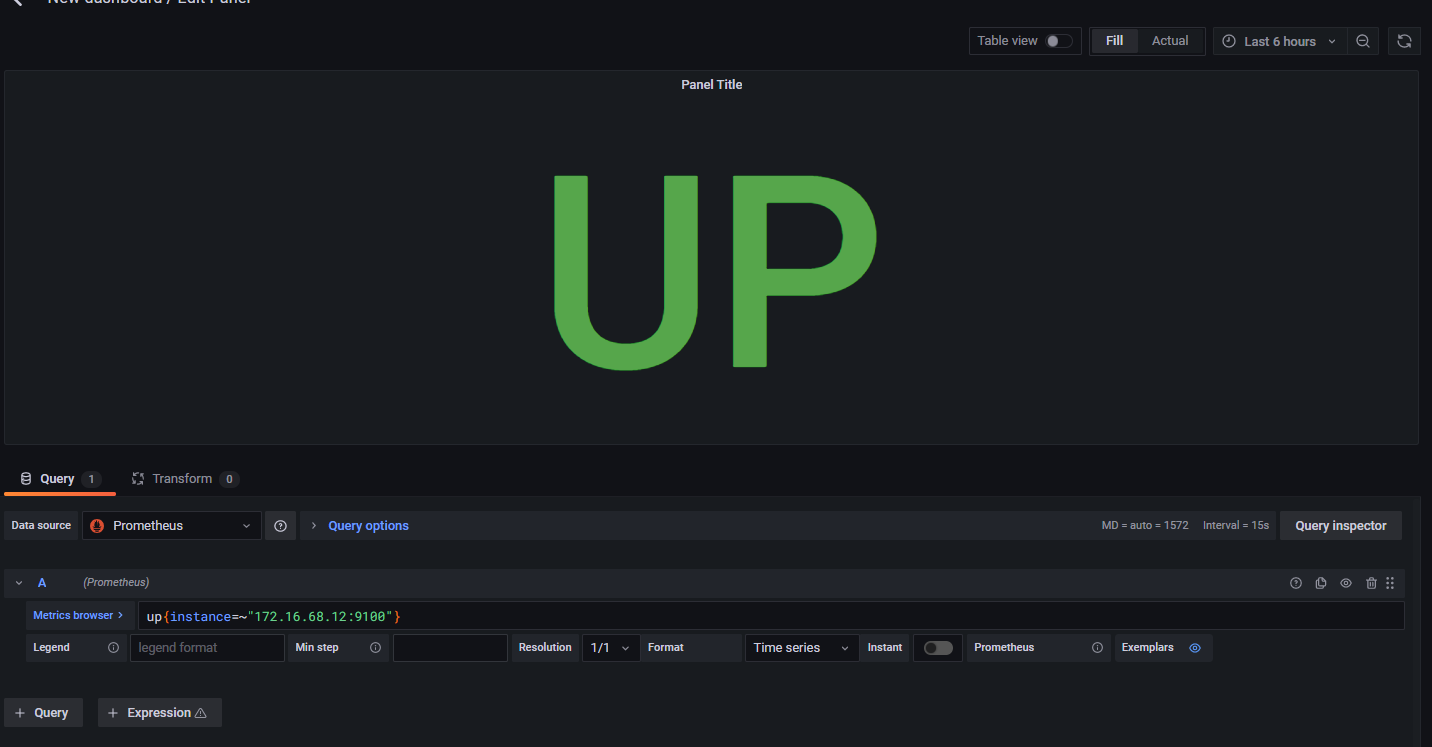 New dashboard / Edit Panel
Table view Fill Actual Last 6 hours
Panel Title
UP
Query 1 Transform 0
Data source Prometheus Query options MD = auto = 1572 Interval = 15s Query inspector
A (Prometheus)
Metrics browser > up{instance=~"172.16.68.12:9100"}
Legend legend format Min step Resolution 1/1 Format Time series Instant Prometheus Exemplars
+ Query + Expression